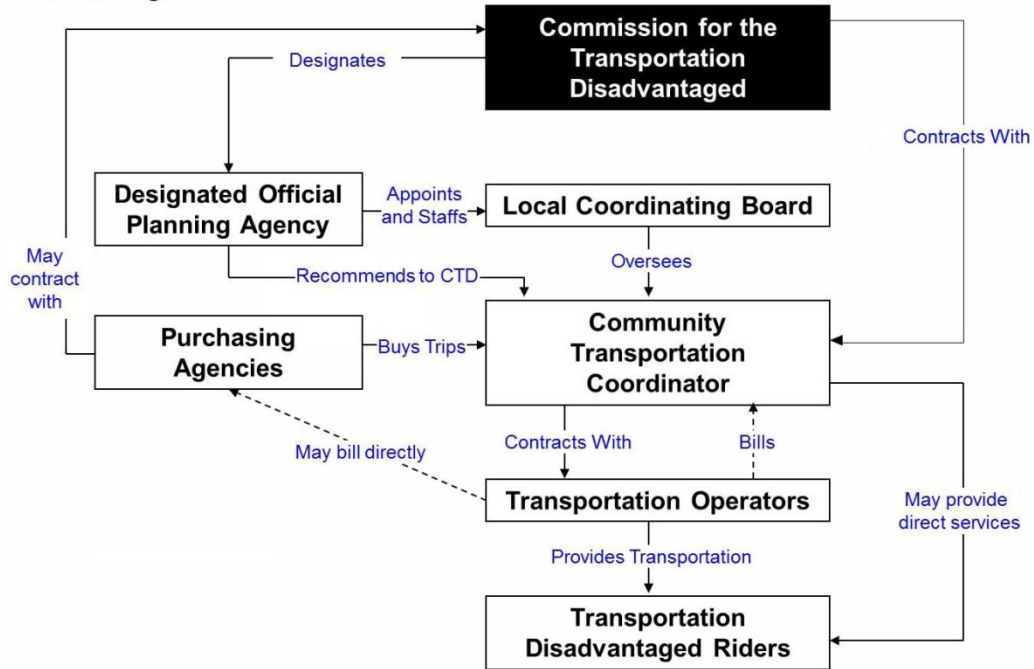 Commission for the
Transportation
Disadvantaged
Designates
Contracts With
Designated Official
Planning Agency
Appoints
and Staffs
Local Coordinating Board
May
contract
with
Recommends to CTD
Oversees
Purchasing
Agencies
Buys Trips
Community
Transportation
Coordinator
May bill directly
Contracts With
Bills
Transportation Operators
May provide
direct services
Provides Transportation
Transportation
Disadvantaged Riders